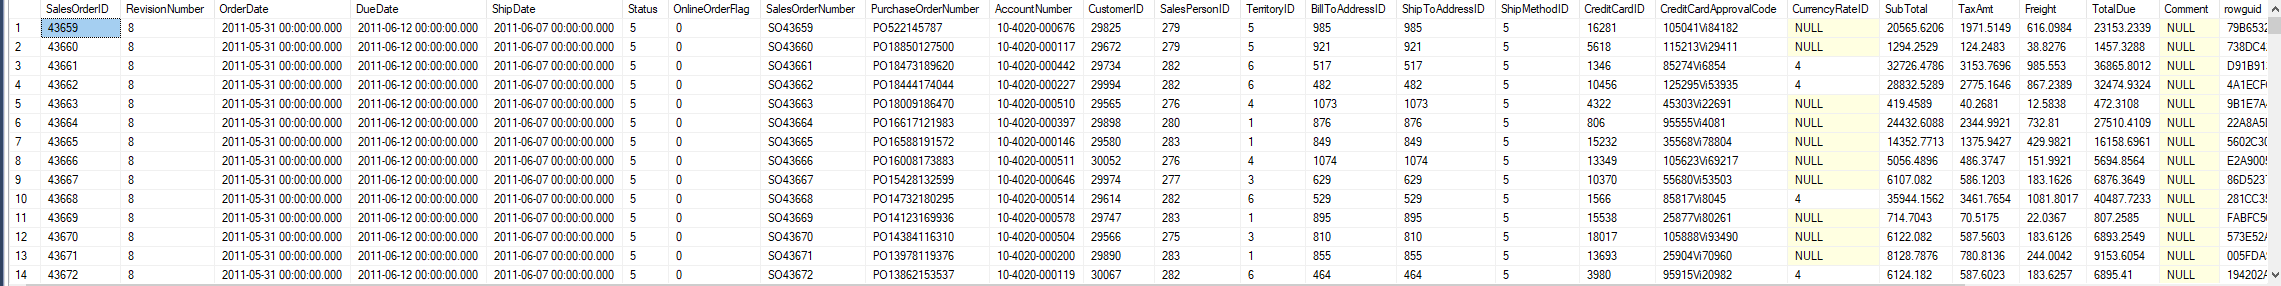 SalesOrderID RevisionNumber OrderDate DueDate ShipDate Status OnlineOrderFlag SalesOrderNumber PurchaseOrderNumber AccountNumber CustomerID SalesPersonID TerritoryID BillToAddressID ShipToAddressID ShipMethodID CreditCardID CreditCardApprovalCode CurrencyRateID SubTotal TaxAmt Freight TotalDue Comment rowguid
1 43659 8 2011-05-31 00:00:00.000 2011-06-12 00:00:00.000 2011-06-07 00:00:00.000 5 0 SO43659 PO522145787 10-4020-000676 29825 279 5 985 985 5 16281 105041Vi84182 NULL 20565.6206 1971.5149 616.0984 23153.2339 NULL 79B6532
2 43660 8 2011-05-31 00:00:00.000 2011-06-12 00:00:00.000 2011-06-07 00:00:00.000 5 0 SO43660 PO18850127500 10-4020-000117 29672 279 5 921 921 5 5618 115213Vi29411 NULL 1294.2529 124.2483 38.8276 1457.3288 NULL 738DC4
3 43661 8 2011-05-31 00:00:00.000 2011-06-12 00:00:00.000 2011-06-07 00:00:00.000 5 0 SO43661 PO18473189620 10-4020-000442 29734 282 6 517 517 5 1346 85274Vi6854 4 32726.4786 3153.7696 985.553 36865.8012 NULL D91B91
4 43662 8 2011-05-31 00:00:00.000 2011-06-12 00:00:00.000 2011-06-07 00:00:00.000 5 0 SO43662 PO18444174044 10-4020-000227 29994 282 6 482 482 5 10456 125295Vi53935 4 28832.5289 2775.1646 867.2389 32474.9324 NULL 4A1ECF
5 43663 8 2011-05-31 00:00:00.000 2011-06-12 00:00:00.000 2011-06-07 00:00:00.000 5 0 SO43663 PO18009186470 10-4020-000510 29565 276 4 1073 1073 5 4322 45303Vi22691 NULL 419.4589 40.2681 12.5838 472.3108 NULL 9B1E7A
6 43664 8 2011-05-31 00:00:00.000 2011-06-12 00:00:00.000 2011-06-07 00:00:00.000 5 0 SO43664 PO16617121983 10-4020-000397 29898 280 1 876 876 5 806 95555Vi4081 NULL 24432.6088 2344.9921 732.81 27510.4109 NULL 22A8A5
7 43665 8 2011-05-31 00:00:00.000 2011-06-12 00:00:00.000 2011-06-07 00:00:00.000 5 0 SO43665 PO16588191572 10-4020-000146 29580 283 1 849 849 5 15232 35568Vi78804 NULL 14352.7713 1375.9427 429.9821 16158.6961 NULL 5602C30
8 43666 8 2011-05-31 00:00:00.000 2011-06-12 00:00:00.000 2011-06-07 00:00:00.000 5 0 SO43666 PO16008173883 10-4020-000511 30052 276 4 1074 1074 5 13349 105623Vi69217 NULL 5056.4896 486.3747 151.9921 5694.8564 NULL E2A9009
9 43667 8 2011-05-31 00:00:00.000 2011-06-12 00:00:00.000 2011-06-07 00:00:00.000 5 0 SO43667 PO15428132599 10-4020-000646 29974 277 3 629 629 5 10370 55680Vi53503 NULL 6107.082 586.1203 183.1626 6876.3649 NULL 86D5237
10 43668 8 2011-05-31 00:00:00.000 2011-06-12 00:00:00.000 2011-06-07 00:00:00.000 5 0 SO43668 PO14732180295 10-4020-000514 29614 282 6 529 529 5 1566 85817Vi8045 4 35944.1562 3461.7654 1081.8017 40487.7233 NULL 281CC3
11 43669 8 2011-05-31 00:00:00.000 2011-06-12 00:00:00.000 2011-06-07 00:00:00.000 5 0 SO43669 PO14123169936 10-4020-000578 29747 283 1 895 895 5 15538 25877Vi80261 NULL 714.7043 70.5175 22.0367 807.2585 NULL FABFC5
12 43670 8 2011-05-31 00:00:00.000 2011-06-12 00:00:00.000 2011-06-07 00:00:00.000 5 0 SO43670 PO14384116310 10-4020-000504 29566 275 3 810 810 5 18017 105888Vi93490 NULL 6122.082 587.5603 183.6126 6893.2549 NULL 573E52
13 43671 8 2011-05-31 00:00:00.000 2011-06-12 00:00:00.000 2011-06-07 00:00:00.000 5 0 SO43671 PO13978119376 10-4020-000200 29890 283 1 855 855 5 13693 25904Vi70960 NULL 8128.7876 780.8136 244.0042 9153.6054 NULL 005FDA
14 43672 8 2011-05-31 00:00:00.000 2011-06-12 00:00:00.000 2011-06-07 00:00:00.000 5 0 SO43672 PO13862153537 10-4020-000119 30067 282 6 464 464 5 3980 95915Vi20982 4 6124.182 587.6023 183.6257 6895.41 NULL 194202